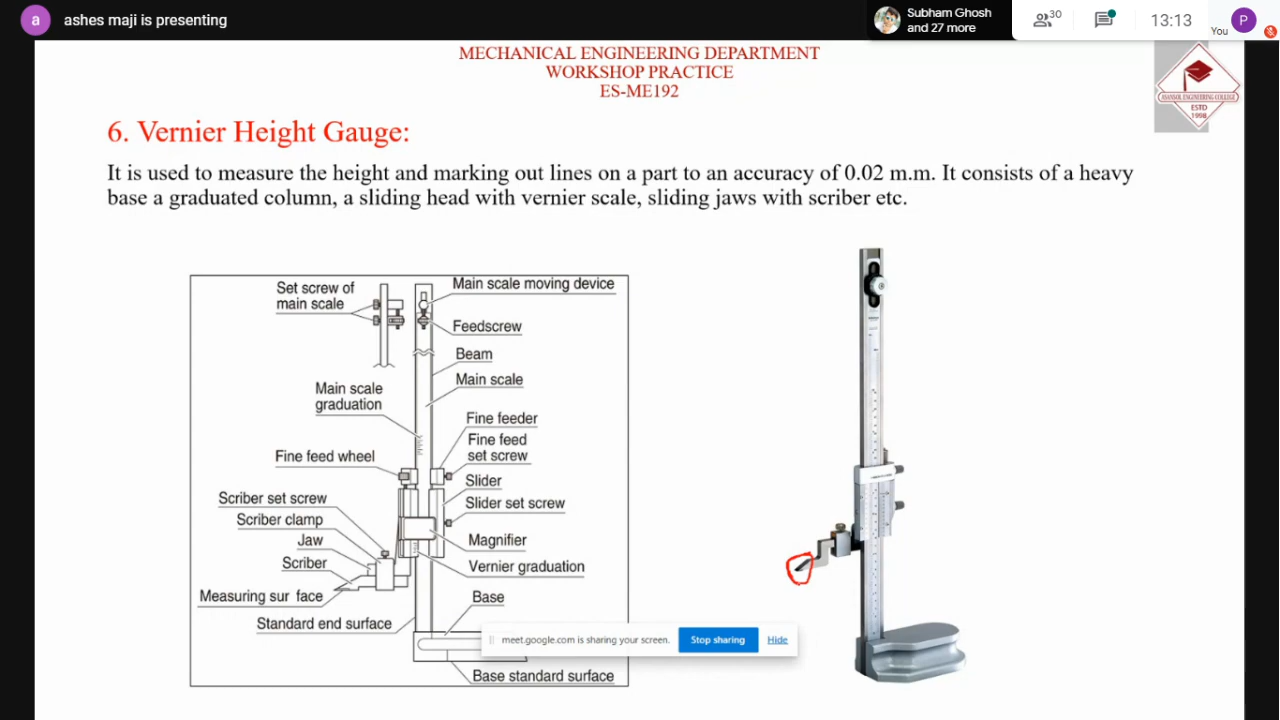 a
ashes maji is presenting
Subham Ghosh
and 27 more
30
13:13
You
P
MECHANICAL ENGINEERING DEPARTMENT
WORKSHOP PRACTICE
ES-ME192
ASANSOL ENGINEERING COLLEGE
ESTD
1998
6. Vernier Height Gauge:
It is used to measure the height and marking out lines on a part to an accuracy of 0.02 m.m. It consists of a heavy
base a graduated column, a sliding head with vernier scale, sliding jaws with scriber etc.
Set screw of
main scale
Main scale moving device
Feedscrew
Beam
Main scale
Main scale
graduation
Fine feeder
Fine feed
set screw
Fine feed wheel
Slider
Scriber set screw
Slider set screw
Scriber clamp
Jaw
Magnifier
Scriber
Vernier graduation
Measuring sur face
Base
Standard end surface
Base standard surface
meet.google.com is sharing your screen.
Stop sharing
Hide